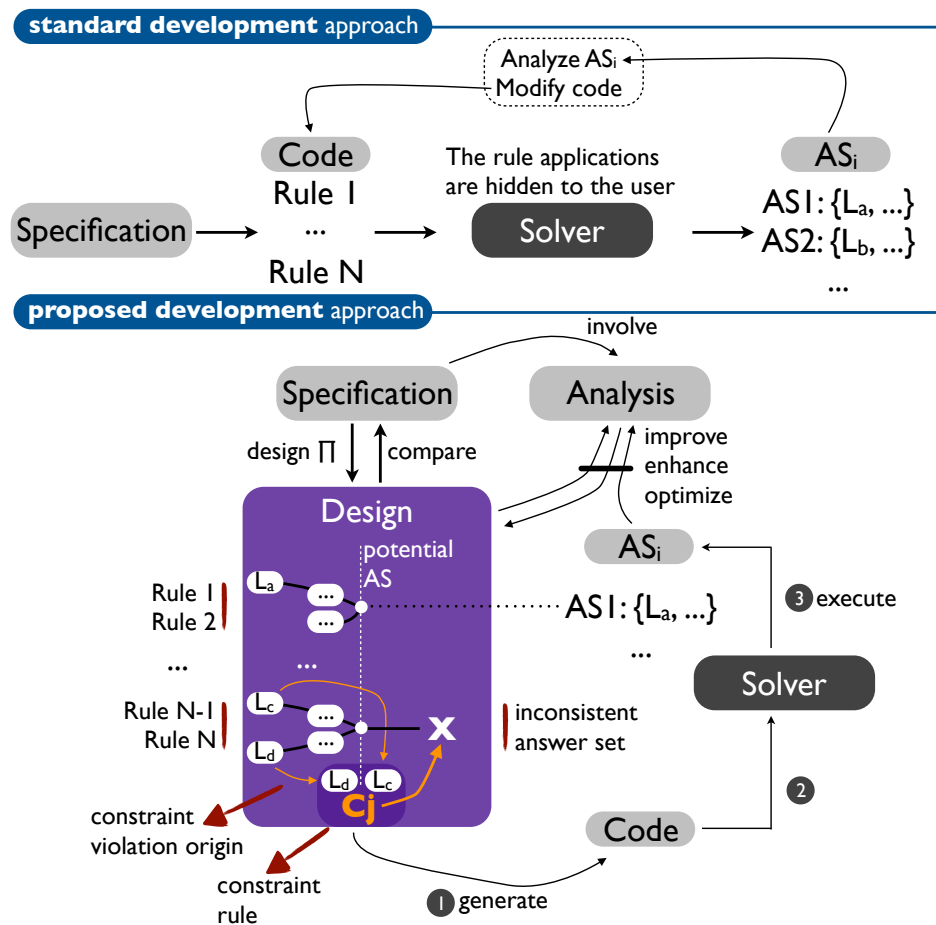 standard development approach
Analyze ASi
Modify code
Code
Rule 1
...
Rule N
Specification
The rule applications
are hidden to the user
Solver
ASi
AS1: {La, ...}
AS2: {Lb, ...}
...
proposed development approach
involve
Specification
Analysis
design Π
compare
improve
enhance
optimize
Design
potential
AS
La
...
...
Rule 1
Rule 2
...
...
Rule N-1
Rule N
Lc
...
...
Ld
x
Ld
Lc
Cj
inconsistent
answer set
ASi
AS1: {La, ...}
...
3 execute
Solver
2
Code
1 generate
constraint
violation origin
constraint
rule